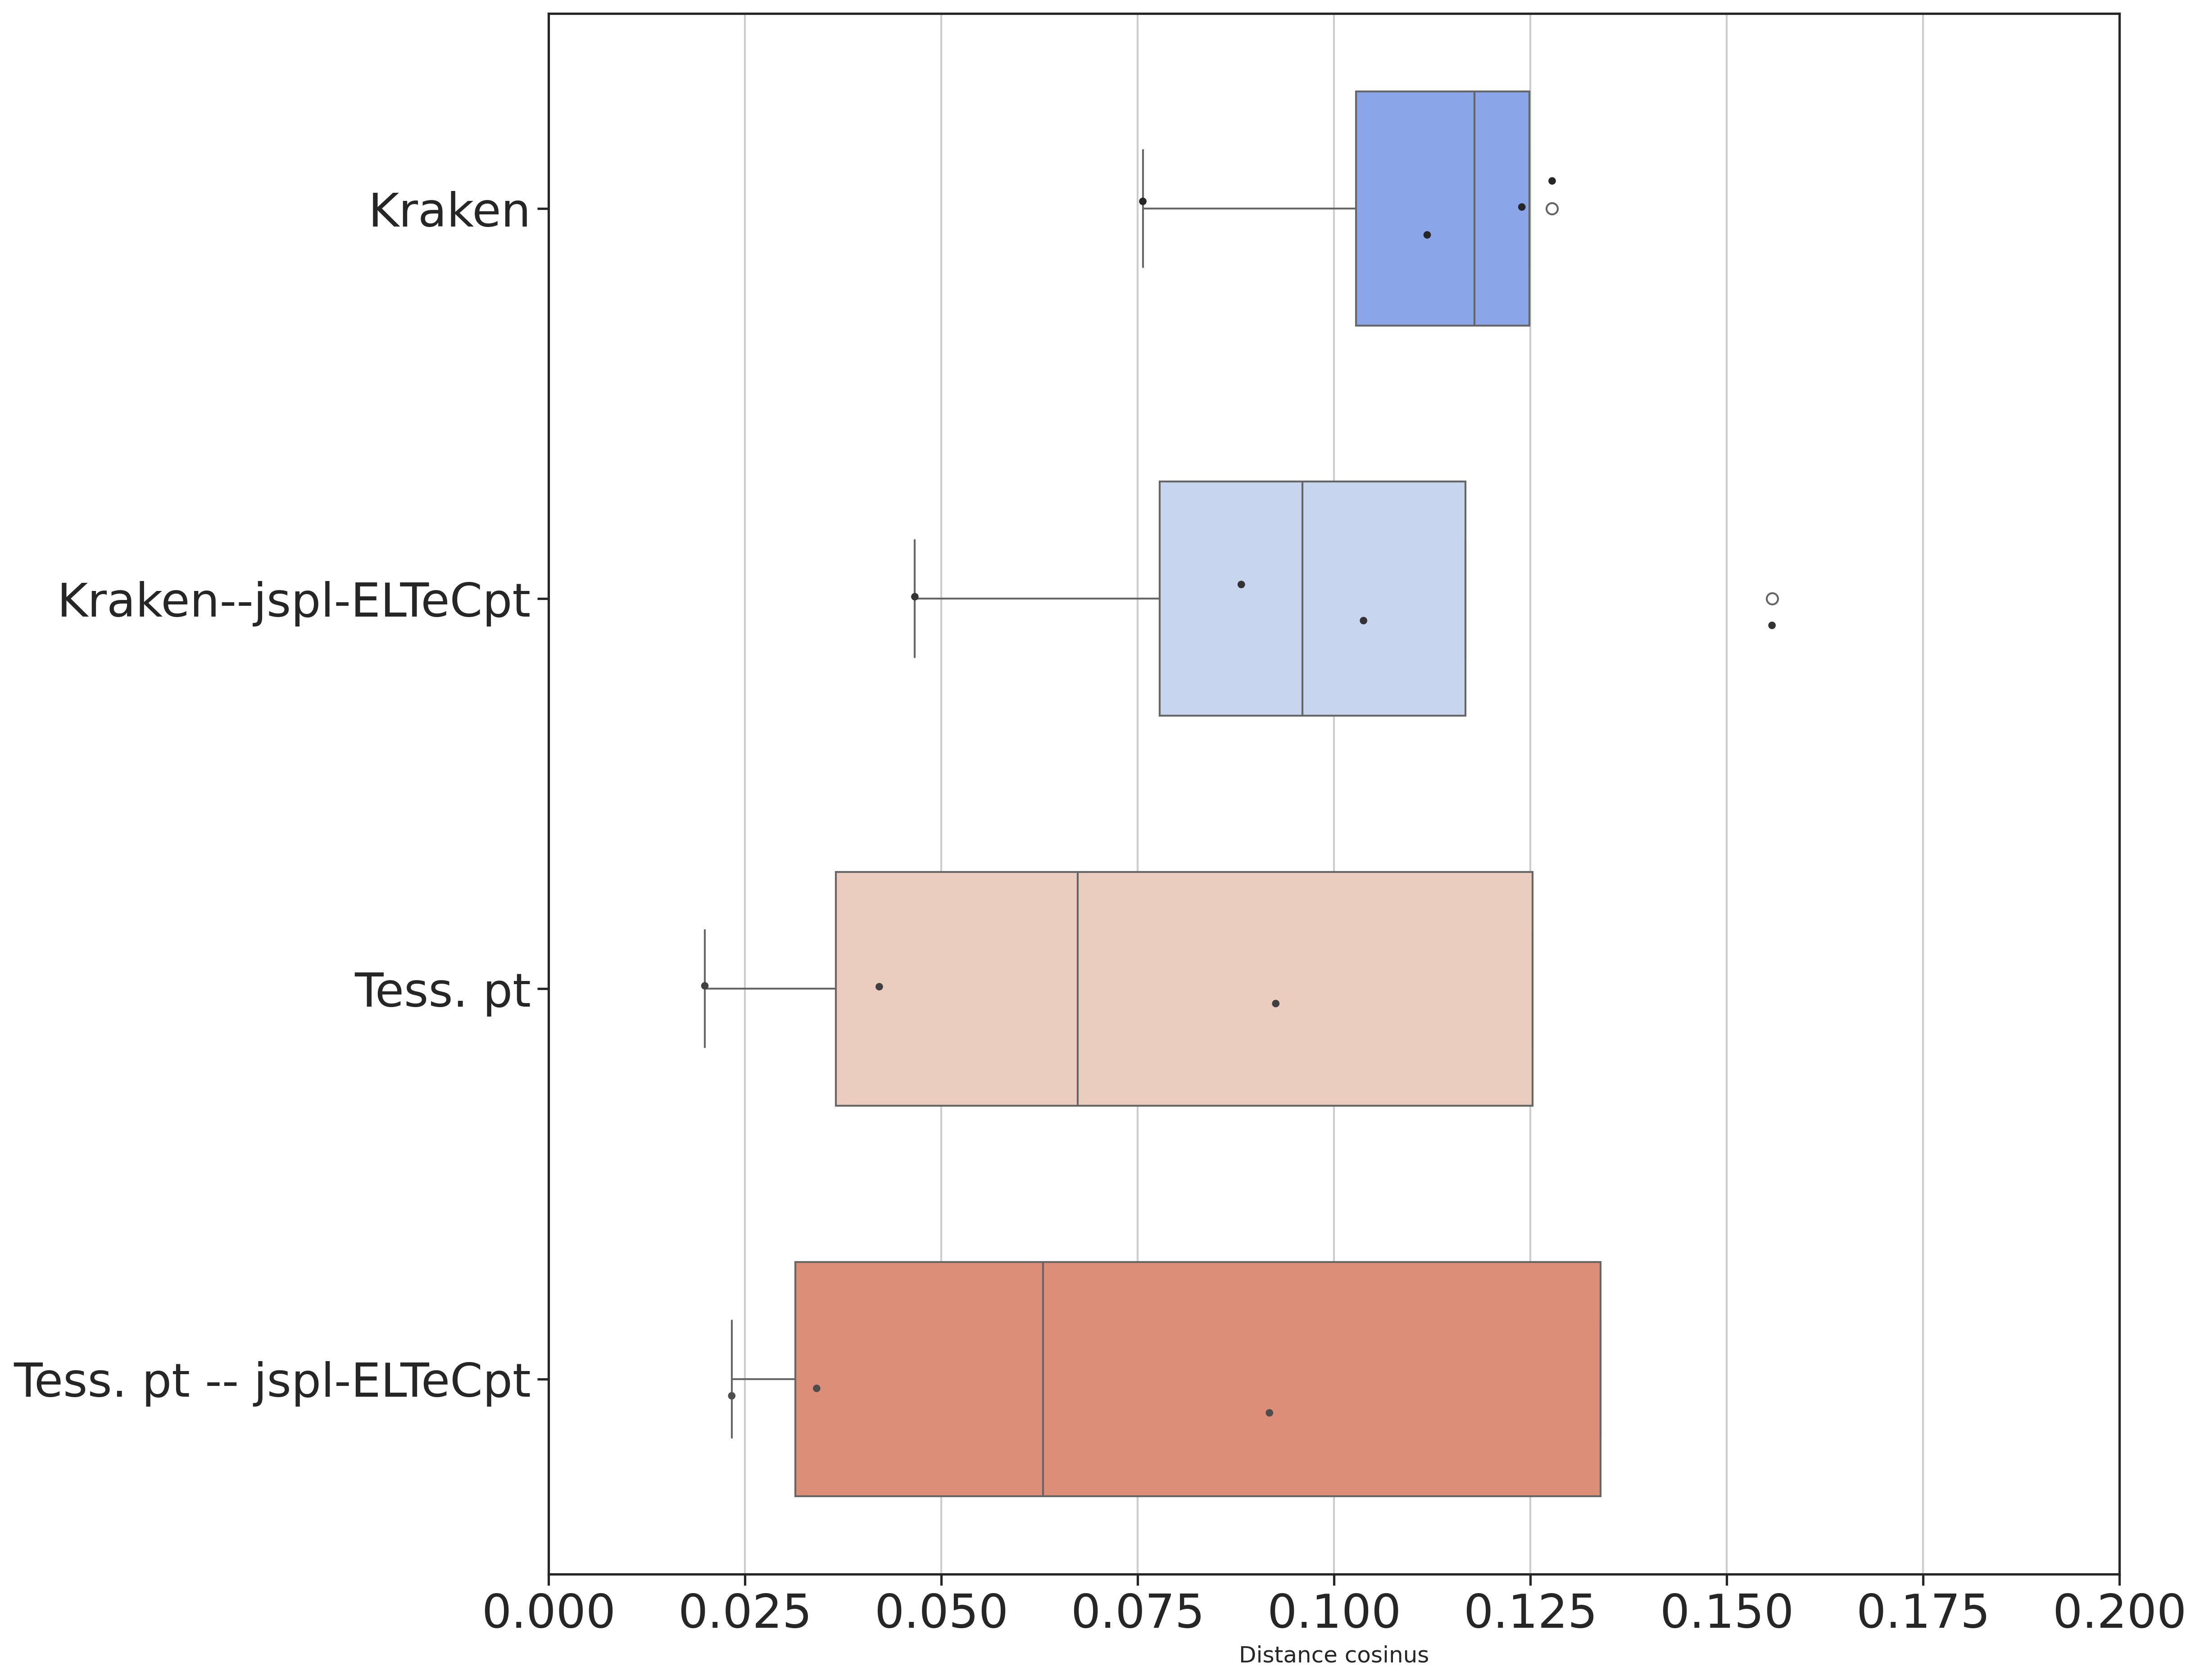 Kraken
Kraken--jspl-ELTeCpt
Tess. pt
Tess. pt -- jspl-ELTeCpt
0.000 0.025 0.050 0.075 0.100 0.125 0.150 0.175 0.200
Distance cosinus